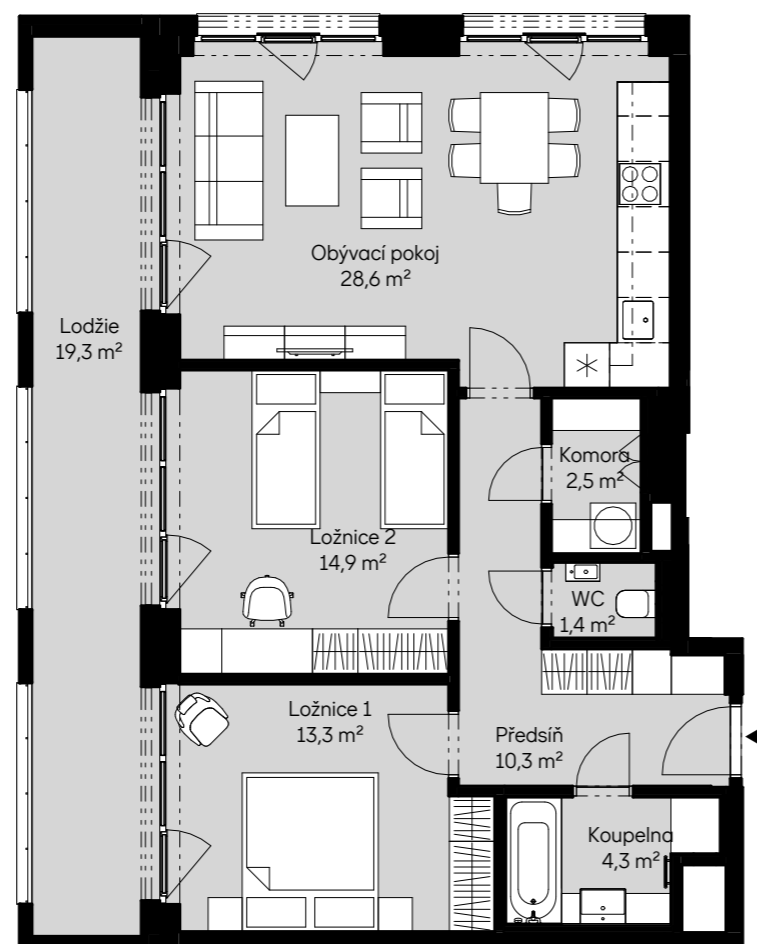 Obývací pokoj
28,6 m²
Lodžie
19,3 m²
Komora
2,5 m²
Ložnice 2
14,9 m²
WC
1,4 m²
Ložnice 1
13,3 m²
Předsíň
10,3 m²
Koupelna
4,3 m²